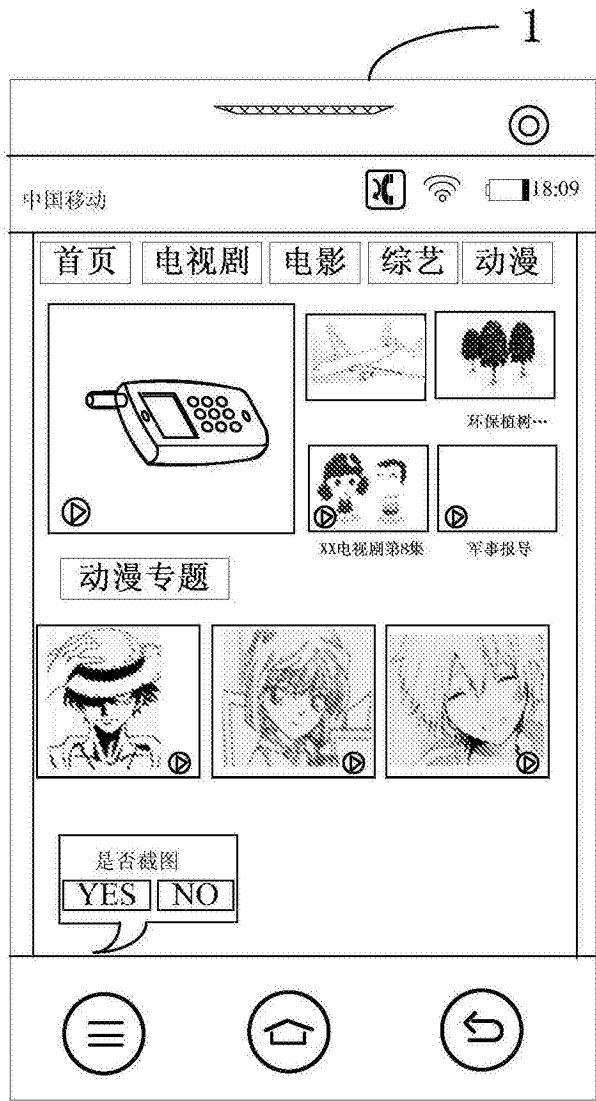 1
中国移动 18:09
首页 电视剧 电影 综艺 动漫
环保植树…
XX电视剧第8集 军事报导
动漫专题
是否截图
YES NO